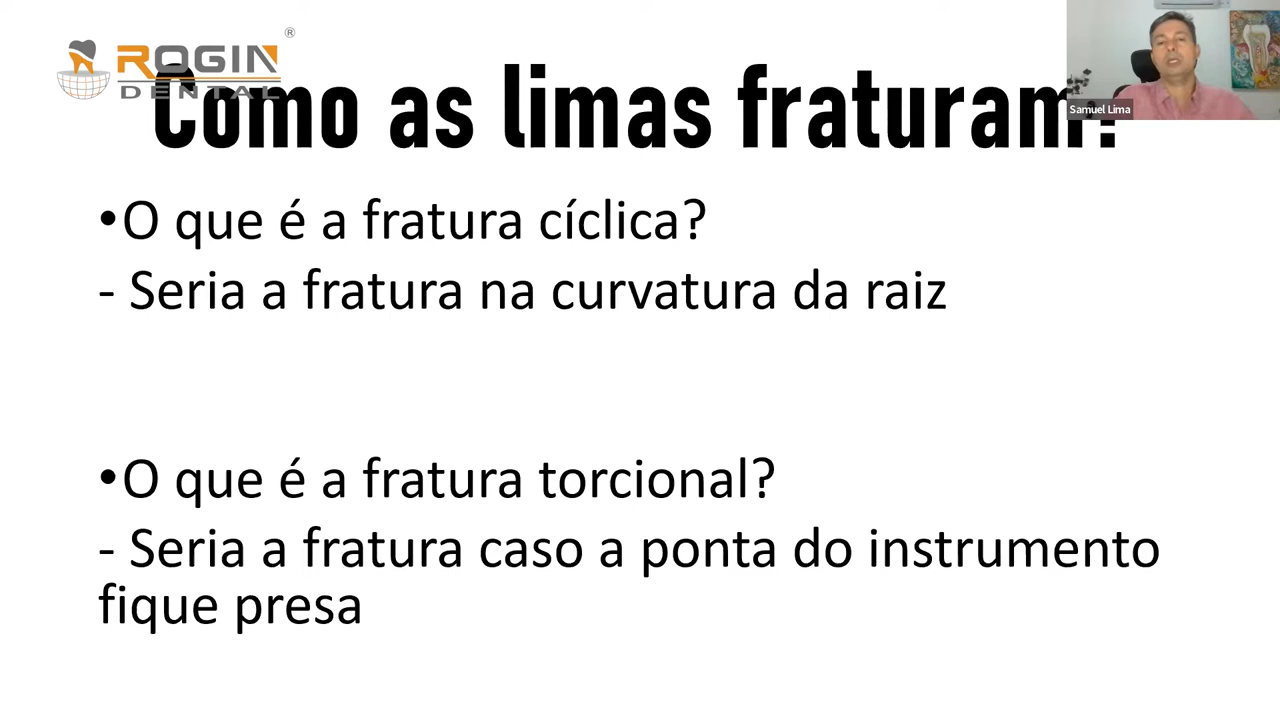 ROGIN®
DENTAL
Como as limas fraturam?
Samuel Lima
•O que é a fratura cíclica?
- Seria a fratura na curvatura da raiz
•O que é a fratura torcional?
- Seria a fratura caso a ponta do instrumento
fique presa